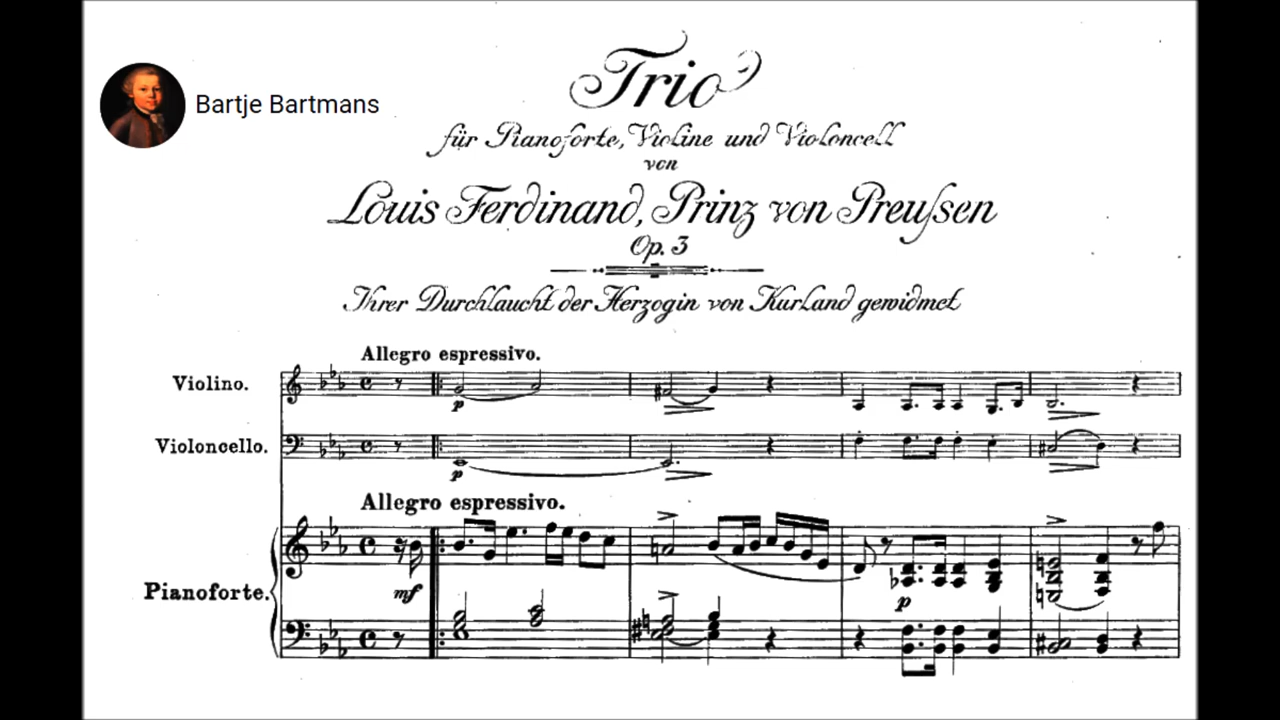 Bartje Bartmans
Trio
für Pianoforte, Violine und Violoncell
von
Louis Ferdinand, Prinz von Preuſsen
Op. 3
Ihrer Durchlaucht der Herzogin von Kurland gewidmet
Allegro espressivo.
Violino.
p
Violoncello.
p
Allegro espressivo.
Pianoforte.
mf
p